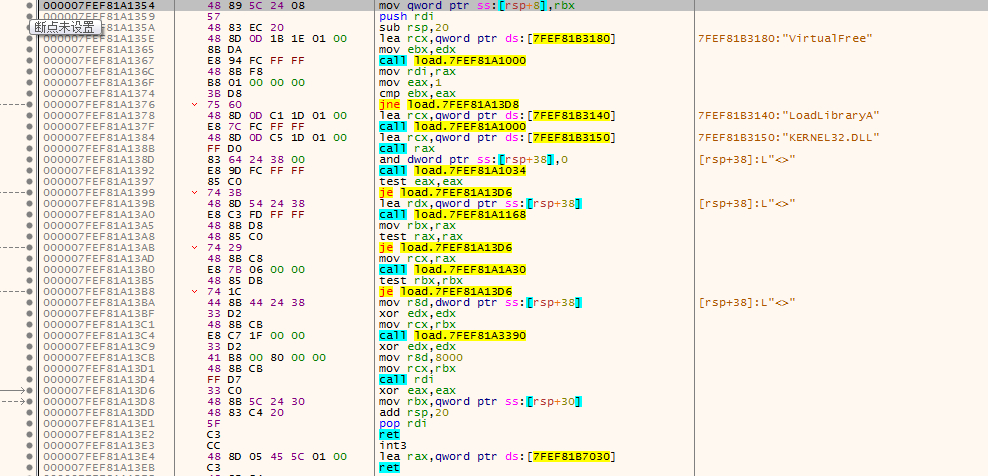 000007FEF81A1354 48 89 5C 24 08 mov qword ptr ss:[rsp+8],rbx
000007FEF81A1359 57 push rdi
断点未设置 000007FEF81A135A 48 83 EC 20 sub rsp,20
000007FEF81A135E 48 8D 0D 1B 1E 01 00 lea rcx,qword ptr ds:[7FEF81B3180] 7FEF81B3180:"VirtualFree"
000007FEF81A1365 8B DA mov ebx,edx
000007FEF81A1367 E8 94 FC FF FF call load.7FEF81A1000
000007FEF81A136C 48 8B F8 mov rdi,rax
000007FEF81A136F B8 01 00 00 00 mov eax,1
000007FEF81A1374 3B D8 cmp ebx,eax
000007FEF81A1376 75 60 jne load.7FEF81A13D8
000007FEF81A1378 48 8D 0D C1 1D 01 00 lea rcx,qword ptr ds:[7FEF81B3140] 7FEF81B3140:"LoadLibraryA"
000007FEF81A137F E8 7C FC FF FF call load.7FEF81A1000
000007FEF81A1384 48 8D 0D C5 1D 01 00 lea rcx,qword ptr ds:[7FEF81B3150] 7FEF81B3150:"KERNEL32.DLL"
000007FEF81A138B FF D0 call rax
000007FEF81A138D 83 64 24 38 00 and dword ptr ss:[rsp+38],0 [rsp+38]:L"<>"
000007FEF81A1392 E8 9D FC FF FF call load.7FEF81A1034
000007FEF81A1397 85 C0 test eax,eax
000007FEF81A1399 74 3B je load.7FEF81A13D6
000007FEF81A139B 48 8D 54 24 38 lea rdx,qword ptr ss:[rsp+38] [rsp+38]:L"<>"
000007FEF81A13A0 E8 C3 FD FF FF call load.7FEF81A1168
000007FEF81A13A5 48 8B D8 mov rbx,rax
000007FEF81A13A8 48 85 C0 test rax,rax
000007FEF81A13AB 74 29 je load.7FEF81A13D6
000007FEF81A13AD 48 8B C8 mov rcx,rax
000007FEF81A13B0 E8 7B 06 00 00 call load.7FEF81A1A30
000007FEF81A13B5 48 85 DB test rbx,rbx
000007FEF81A13B8 74 1C je load.7FEF81A13D6
000007FEF81A13BA 44 8B 44 24 38 mov r8d,dword ptr ss:[rsp+38] [rsp+38]:L"<>"
000007FEF81A13BF 33 D2 xor edx,edx
000007FEF81A13C1 48 8B CB mov rcx,rbx
000007FEF81A13C4 E8 C7 1F 00 00 call load.7FEF81A3390
000007FEF81A13C9 33 D2 xor edx,edx
000007FEF81A13CB 41 B8 00 80 00 00 mov r8d,8000
000007FEF81A13D1 48 8B CB mov rcx,rbx
000007FEF81A13D4 FF D7 call rdi
000007FEF81A13D6 33 C0 xor eax,eax
000007FEF81A13D8 48 8B 5C 24 30 mov rbx,qword ptr ss:[rsp+30]
000007FEF81A13DD 48 83 C4 20 add rsp,20
000007FEF81A13E1 5F pop rdi
000007FEF81A13E2 C3 ret
000007FEF81A13E3 CC int3
000007FEF81A13E4 48 8D 05 45 5C 01 00 lea rax,qword ptr ds:[7FEF81B7030]
000007FEF81A13EB C3 ret